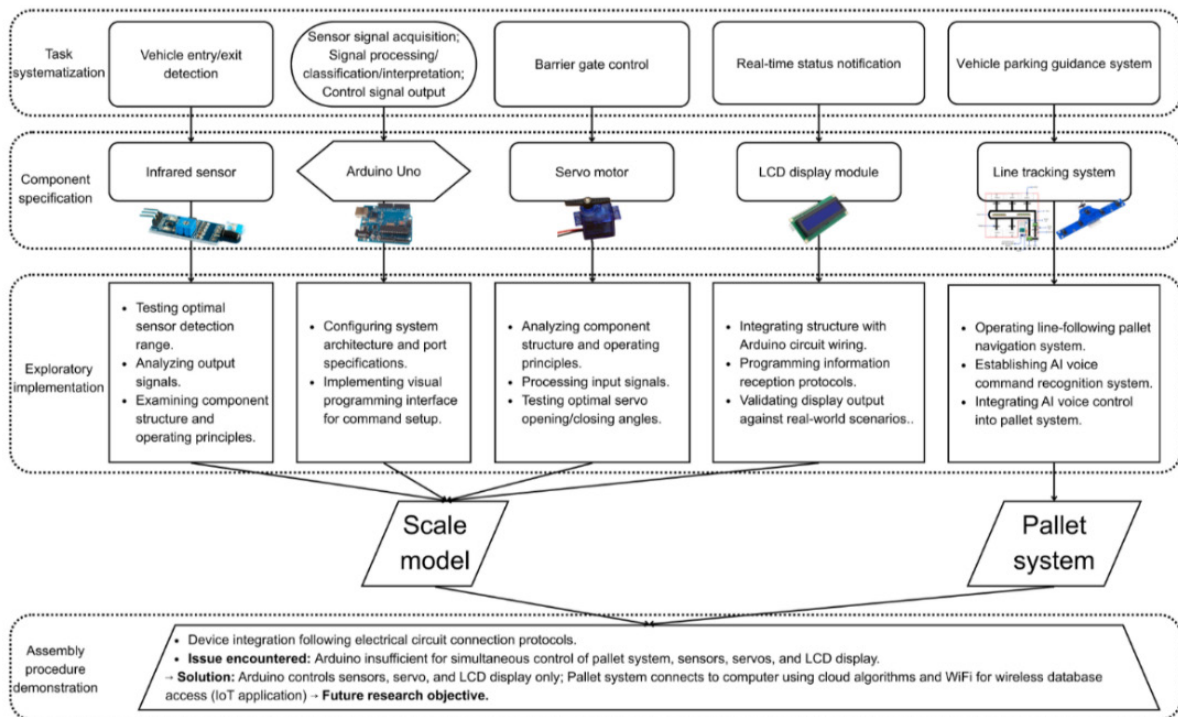 Task
systematization
Vehicle entry/exit
detection
Sensor signal acquisition;
Signal processing/
classification/interpretation;
Control signal output
Barrier gate control
Real-time status notification
Vehicle parking guidance system
Component
specification
Infrared sensor
Arduino Uno
Servo motor
LCD display module
Line tracking system
Exploratory
implementation
• Testing optimal
sensor detection
range.
• Analyzing output
signals.
• Examining component
structure and
operating principles.
• Configuring system
architecture and port
specifications.
• Implementing visual
programming interface
for command setup.
• Analyzing component
structure and operating
principles.
• Processing input signals.
• Testing optimal servo
opening/closing angles.
• Integrating structure with
Arduino circuit wiring.
• Programming information
reception protocols.
• Validating display output
against real-world scenarios..
• Operating line-following pallet
navigation system.
• Establishing AI voice
command recognition system.
• Integrating AI voice control
into pallet system.
Scale
model
Pallet
system
Assembly
procedure
demonstration
• Device integration following electrical circuit connection protocols.
• Issue encountered: Arduino insufficient for simultaneous control of pallet system, sensors, servos, and LCD display.
→ Solution: Arduino controls sensors, servo, and LCD display only; Pallet system connects to computer using cloud algorithms and WiFi for wireless database
access (IoT application) → Future research objective.